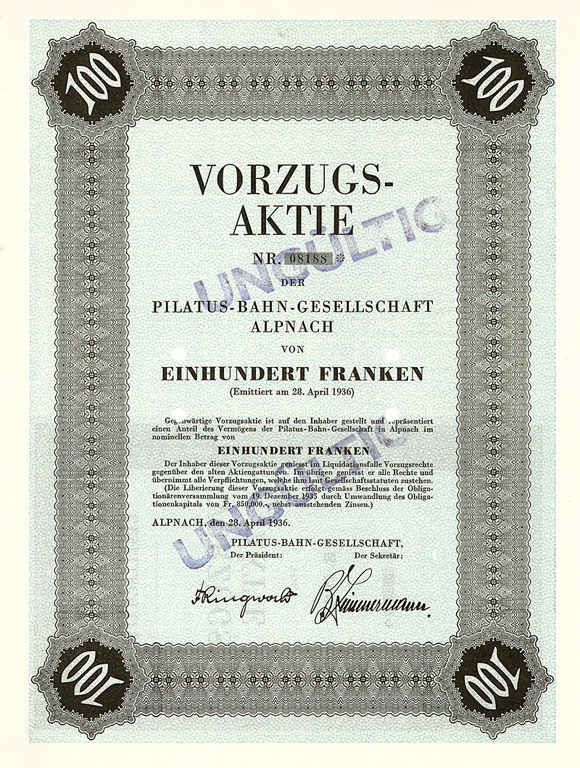 100 100
VORZUGS-
AKTIE
NR. 08188 ❊
DER
PILATUS-BAHN-GESELLSCHAFT
ALPNACH
VON
EINHUNDERT FRANKEN
(Emittiert am 28. April 1936)
Gegenwärtige Vorzugsaktie ist auf den Inhaber gestellt und repräsentiert
einen Anteil des Vermögens der Pilatus-Bahn-Gesellschaft in Alpnach im
nominellen Betrag von
EINHUNDERT FRANKEN
Der Inhaber dieser Vorzugsaktie geniesst im Liquidationsfalle Vorzugsrechte
gegenüber den alten Aktiengattungen. Im übrigen geniesst er alle Rechte und
übernimmt alle Verpflichtungen, welche ihm laut Gesellschaftsstatuten zustehen.
(Die Liberierung dieser Vorzugsaktie erfolgt gemäss Beschluss der Obliga-
tionärenversammlung vom 19. Dezember 1935 durch Umwandlung des Obliga-
tionenkapitals von Fr. 850,000.-, nebst ausstehenden Zinsen.)
ALPNACH, den 28. April 1936.
PILATUS-BAHN-GESELLSCHAFT,
Der Präsident: Der Sekretär:
FRingwald BZimmermann.
UNGÜLTIG
UNGÜLTIG
100 100